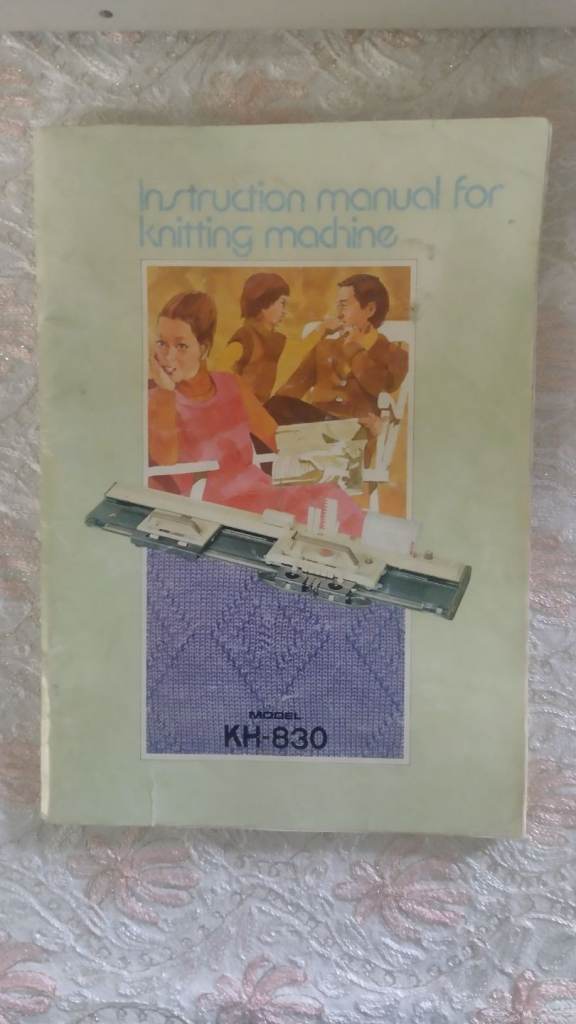 Instruction manual for
knitting machine
MODEL
KH-830